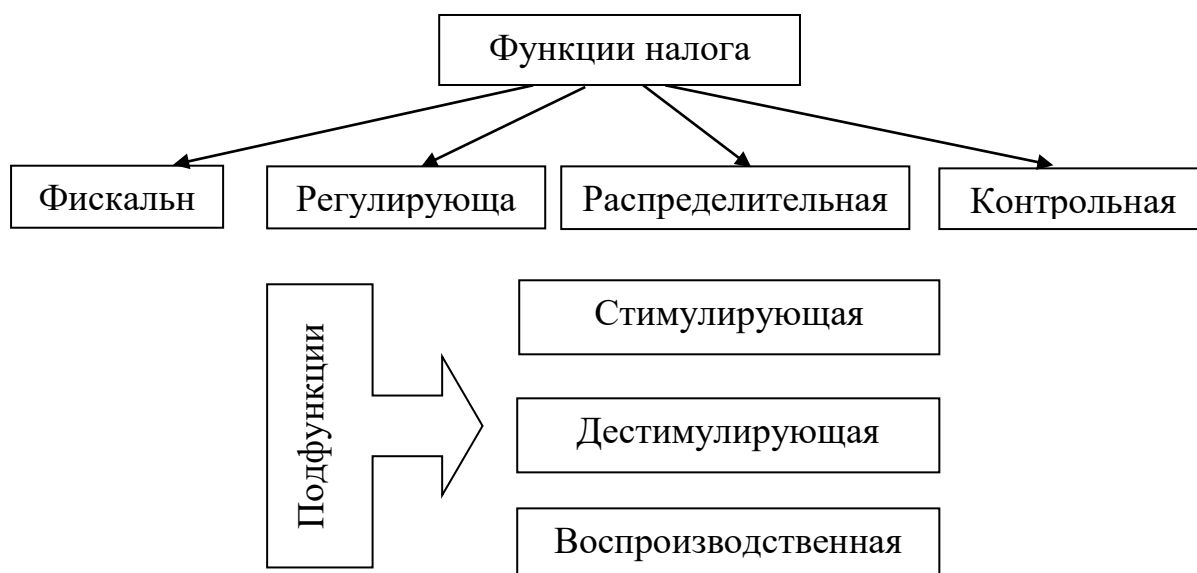 Функции налога
Фискальн
Регулирующа
Распределительная
Контрольная
Подфункции
Стимулирующая
Дестимулирующая
Воспроизводственная